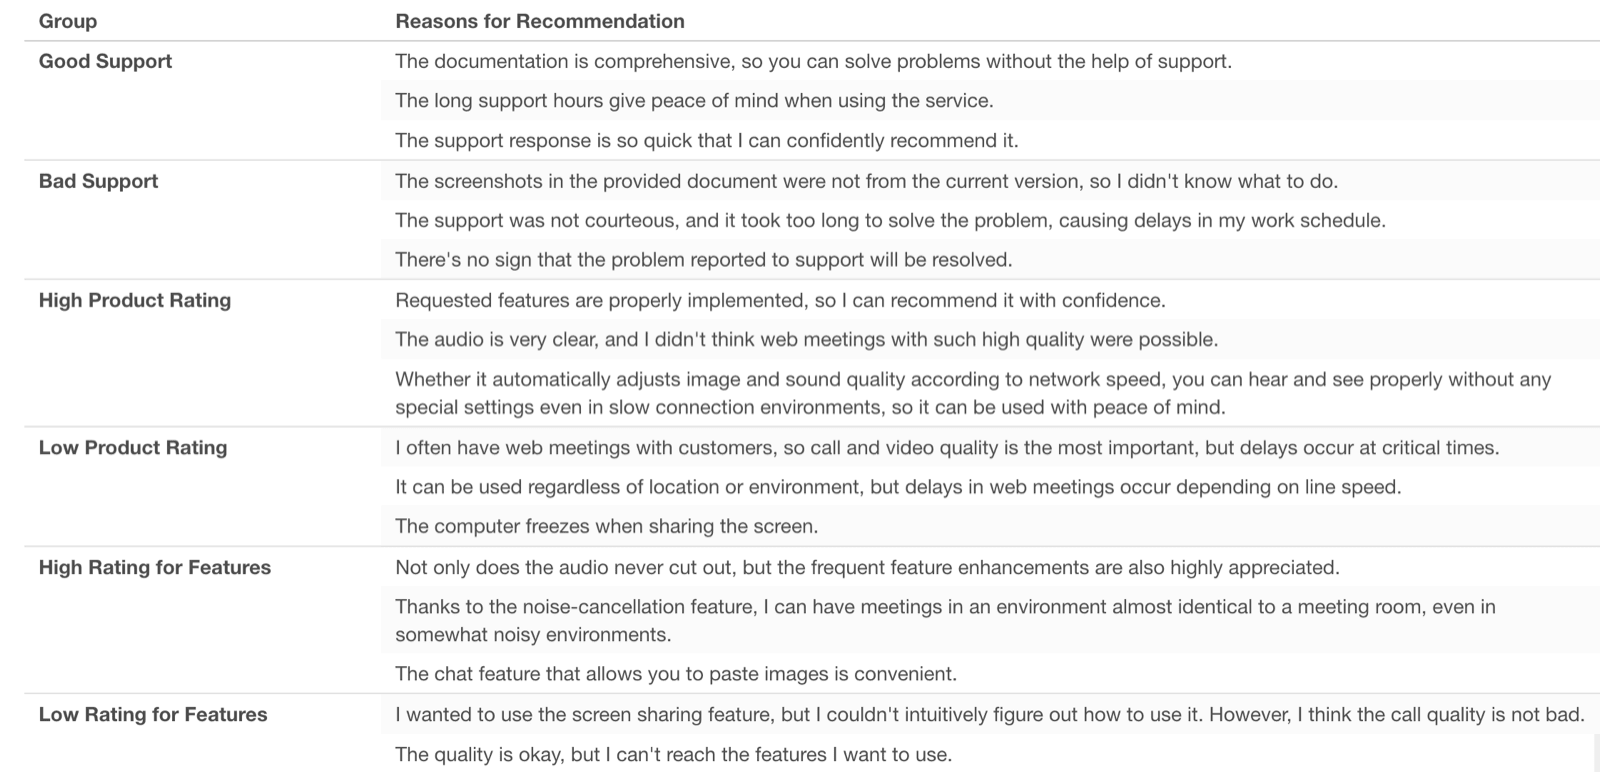 Group Reasons for Recommendation
Good Support The documentation is comprehensive, so you can solve problems without the help of support.
The long support hours give peace of mind when using the service.
The support response is so quick that I can confidently recommend it.
Bad Support The screenshots in the provided document were not from the current version, so I didn't know what to do.
The support was not courteous, and it took too long to solve the problem, causing delays in my work schedule.
There's no sign that the problem reported to support will be resolved.
High Product Rating Requested features are properly implemented, so I can recommend it with confidence.
The audio is very clear, and I didn't think web meetings with such high quality were possible.
Whether it automatically adjusts image and sound quality according to network speed, you can hear and see properly without any
special settings even in slow connection environments, so it can be used with peace of mind.
Low Product Rating I often have web meetings with customers, so call and video quality is the most important, but delays occur at critical times.
It can be used regardless of location or environment, but delays in web meetings occur depending on line speed.
The computer freezes when sharing the screen.
High Rating for Features Not only does the audio never cut out, but the frequent feature enhancements are also highly appreciated.
Thanks to the noise-cancellation feature, I can have meetings in an environment almost identical to a meeting room, even in
somewhat noisy environments.
The chat feature that allows you to paste images is convenient.
Low Rating for Features I wanted to use the screen sharing feature, but I couldn't intuitively figure out how to use it. However, I think the call quality is not bad.
The quality is okay, but I can't reach the features I want to use.